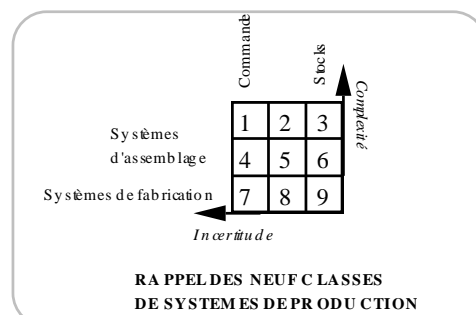 Commande
Stocks
Complexité
1 2 3
Systèmes
d'assemblage
4 5 6
Systèmes de fabrication
7 8 9
Incertitude
RAPPEL DES NEUF CLASSES
DE SYSTEMES DE PRODUCTION